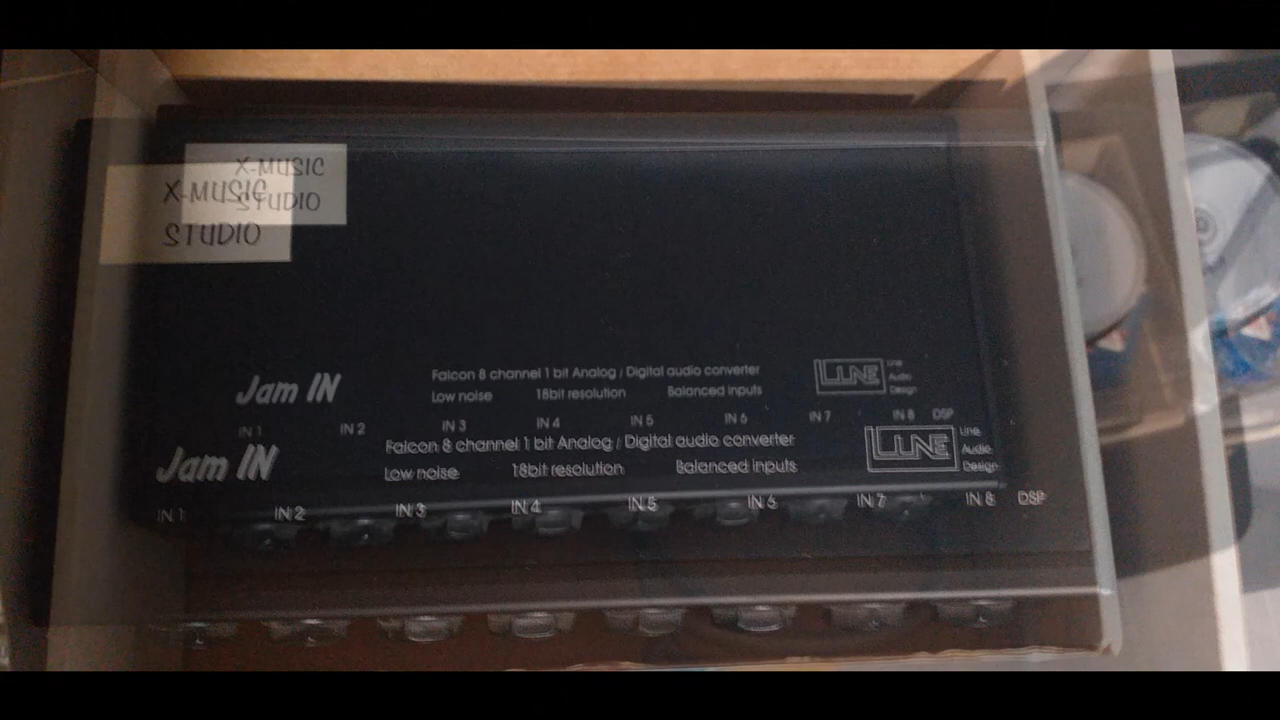 X-MUSIC
STUDIO
X-MUSIC
STUDIO
Jam IN
Falcon 8 channel 1 bit Analog / Digital audio converter
Low noise 18bit resolution Balanced inputs
LINE
Line
Audio
Design
IN 1 IN 2 IN 3 IN 4 IN 5 IN 6 IN 7 IN 8 DSP
Jam IN
Falcon 8 channel 1 bit Analog / Digital audio converter
Low noise 18bit resolution Balanced inputs
LINE
Line
Audio
Design
IN 1 IN 2 IN 3 IN 4 IN 5 IN 6 IN 7 IN 8 DSP